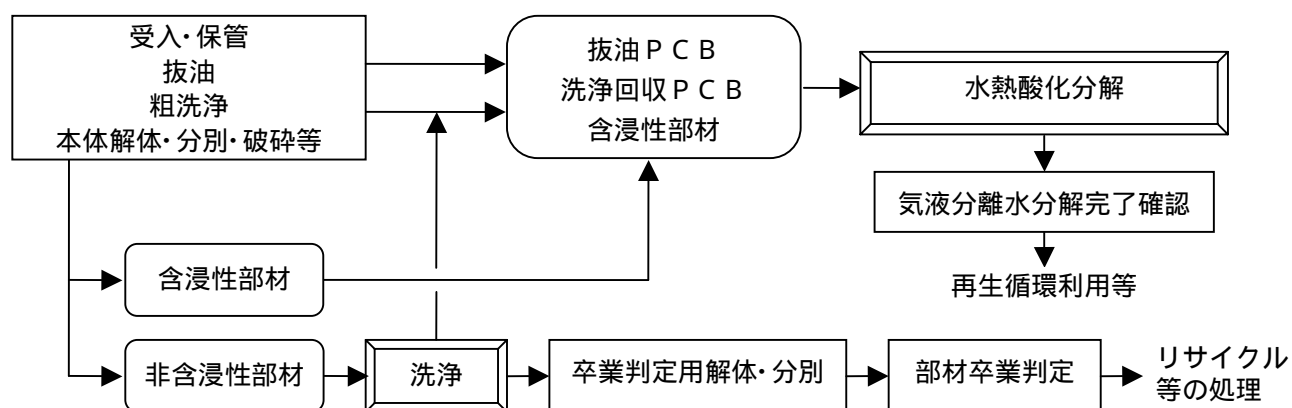 受入・保管
抜油
粗洗浄
本体解体・分別・破砕等
抜油ＰＣＢ
洗浄回収ＰＣＢ
含浸性部材
水熱酸化分解
気液分離水分解完了確認
再生循環利用等
含浸性部材
非含浸性部材
洗浄
卒業判定用解体・分別
部材卒業判定
リサイクル
等の処理